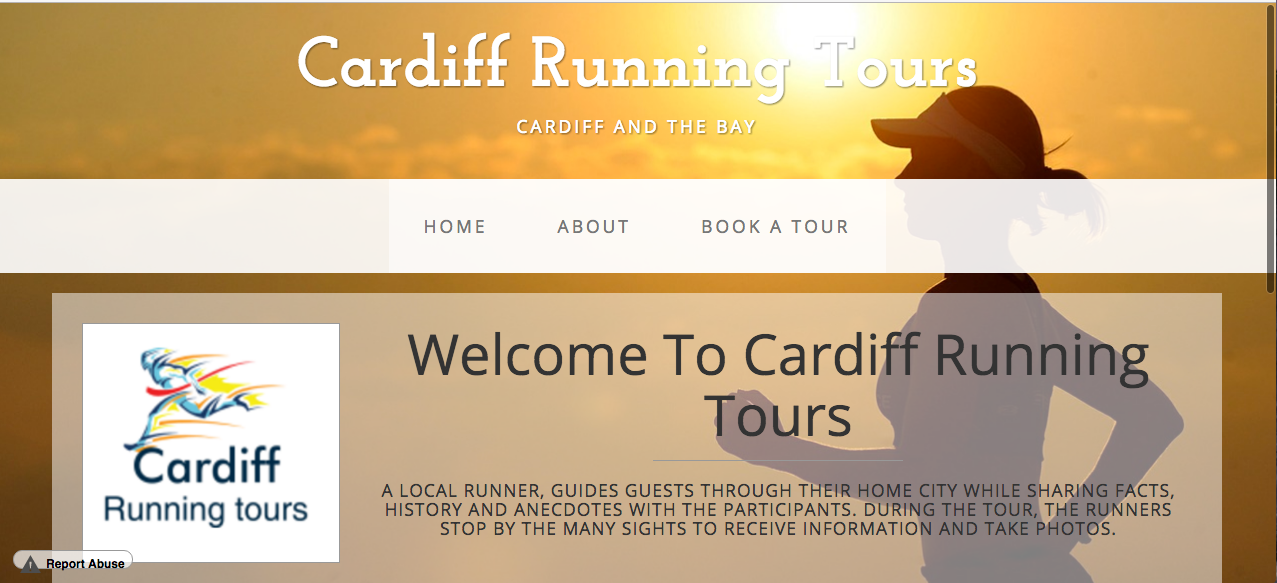 Cardiff Running Tours
CARDIFF AND THE BAY
HOME ABOUT BOOK A TOUR
Cardiff
Running tours
Welcome To Cardiff Running
Tours
A LOCAL RUNNER, GUIDES GUESTS THROUGH THEIR HOME CITY WHILE SHARING FACTS,
HISTORY AND ANECDOTES WITH THE PARTICIPANTS. DURING THE TOUR, THE RUNNERS
STOP BY THE MANY SIGHTS TO RECEIVE INFORMATION AND TAKE PHOTOS.
Report Abuse